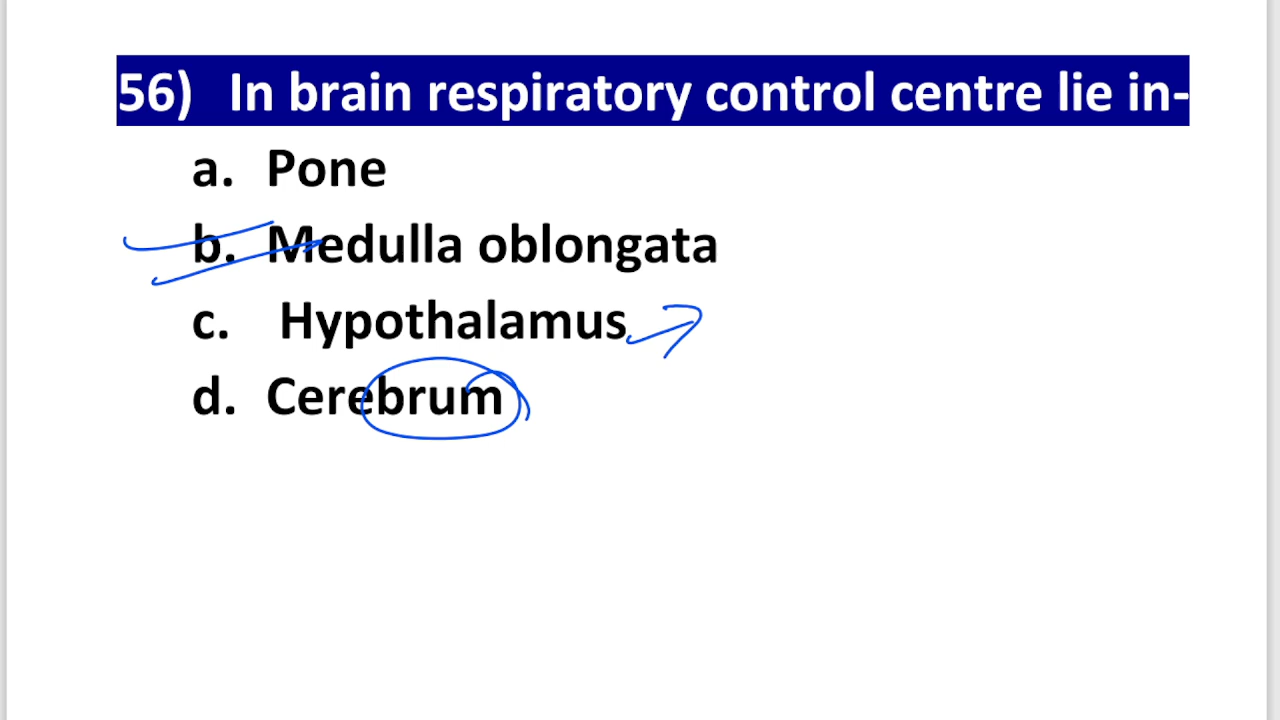 56) In brain respiratory control centre lie in-
a. Pone
b. Medulla oblongata
c. Hypothalamus
d. Cerebrum